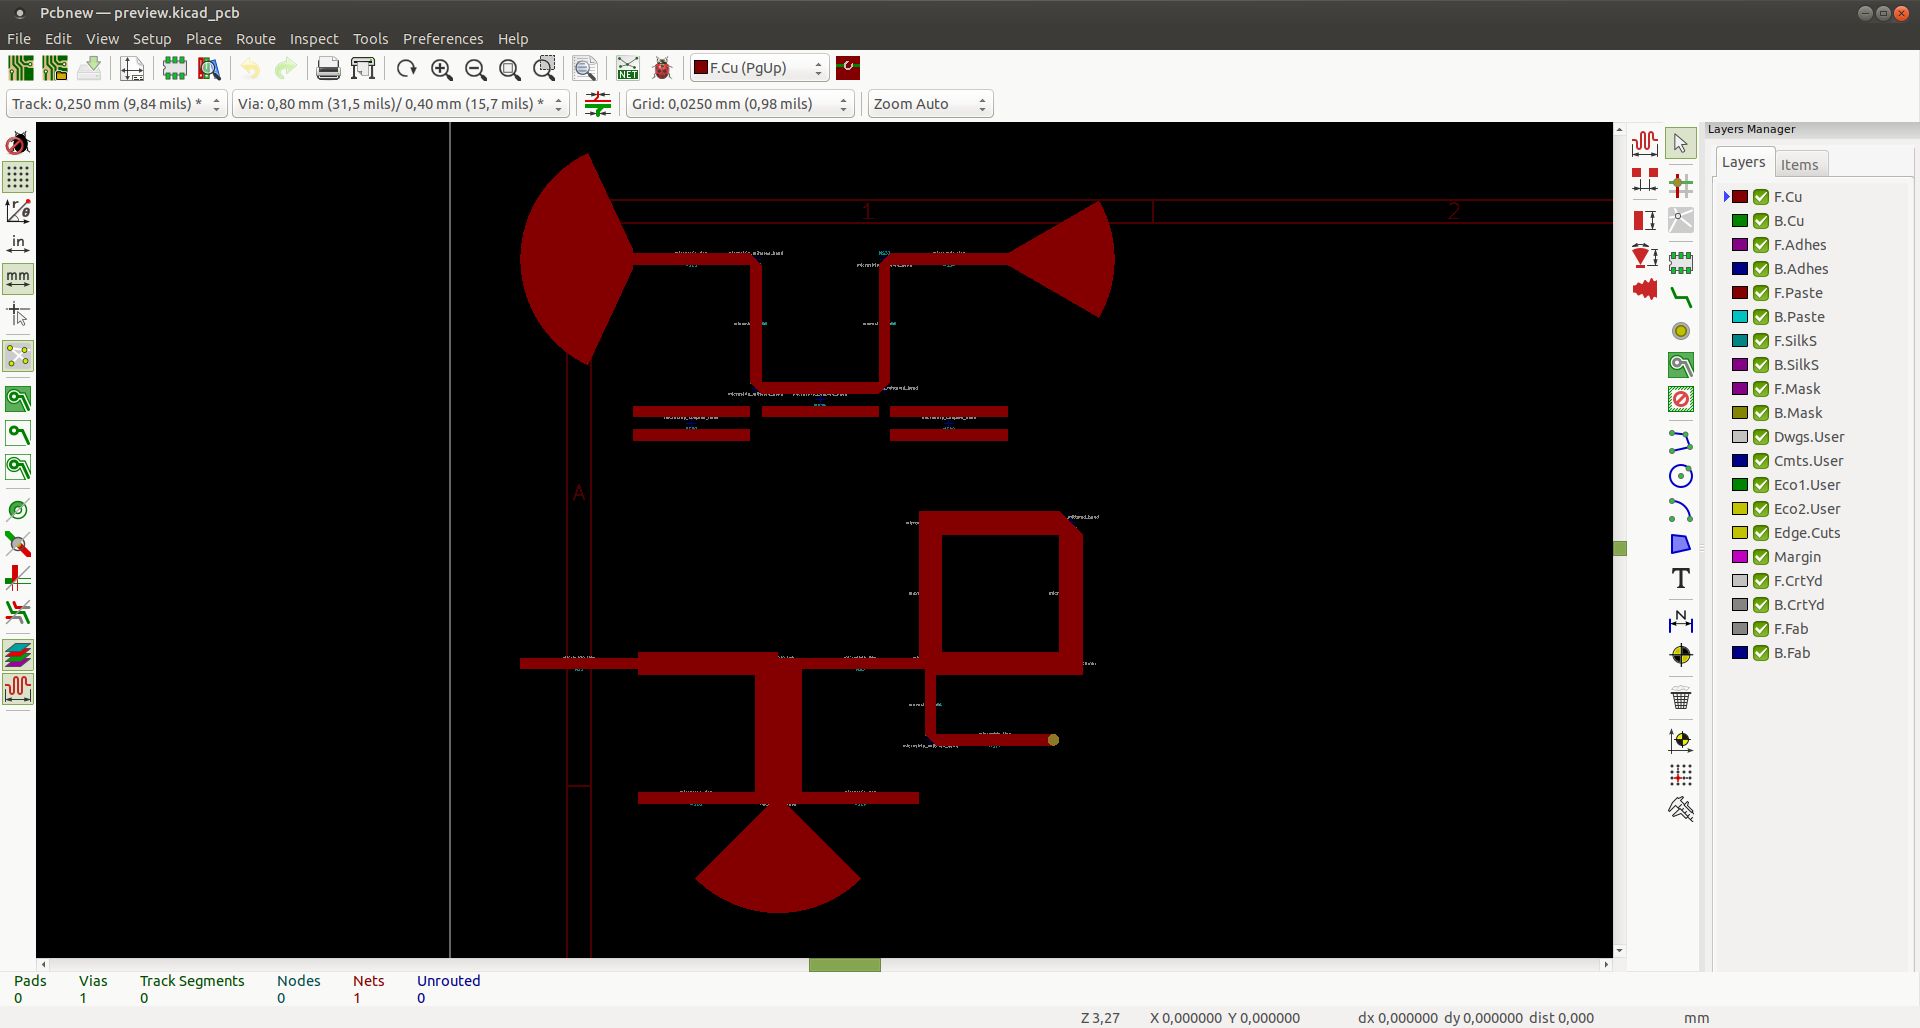 Pcbnew — preview.kicad_pcb
File Edit View Setup Place Route Inspect Tools Preferences Help
NET F.Cu (PgUp)
Track: 0,250 mm (9,84 mils) * Via: 0,80 mm (31,5 mils)/ 0,40 mm (15,7 mils) * Grid: 0,0250 mm (0,98 mils) Zoom Auto
Layers Manager
Layers Items
F.Cu
B.Cu
F.Adhes
B.Adhes
F.Paste
B.Paste
F.SilkS
B.SilkS
F.Mask
B.Mask
Dwgs.User
Cmts.User
Eco1.User
Eco2.User
Edge.Cuts
Margin
F.CrtYd
B.CrtYd
F.Fab
B.Fab
in
mm
1 2
A
T
N
Pads Vias Track Segments Nodes Nets Unrouted
0 1 0 0 1 0
Z 3,27 X 0,000000 Y 0,000000 dx 0,000000 dy 0,000000 dist 0,000 mm